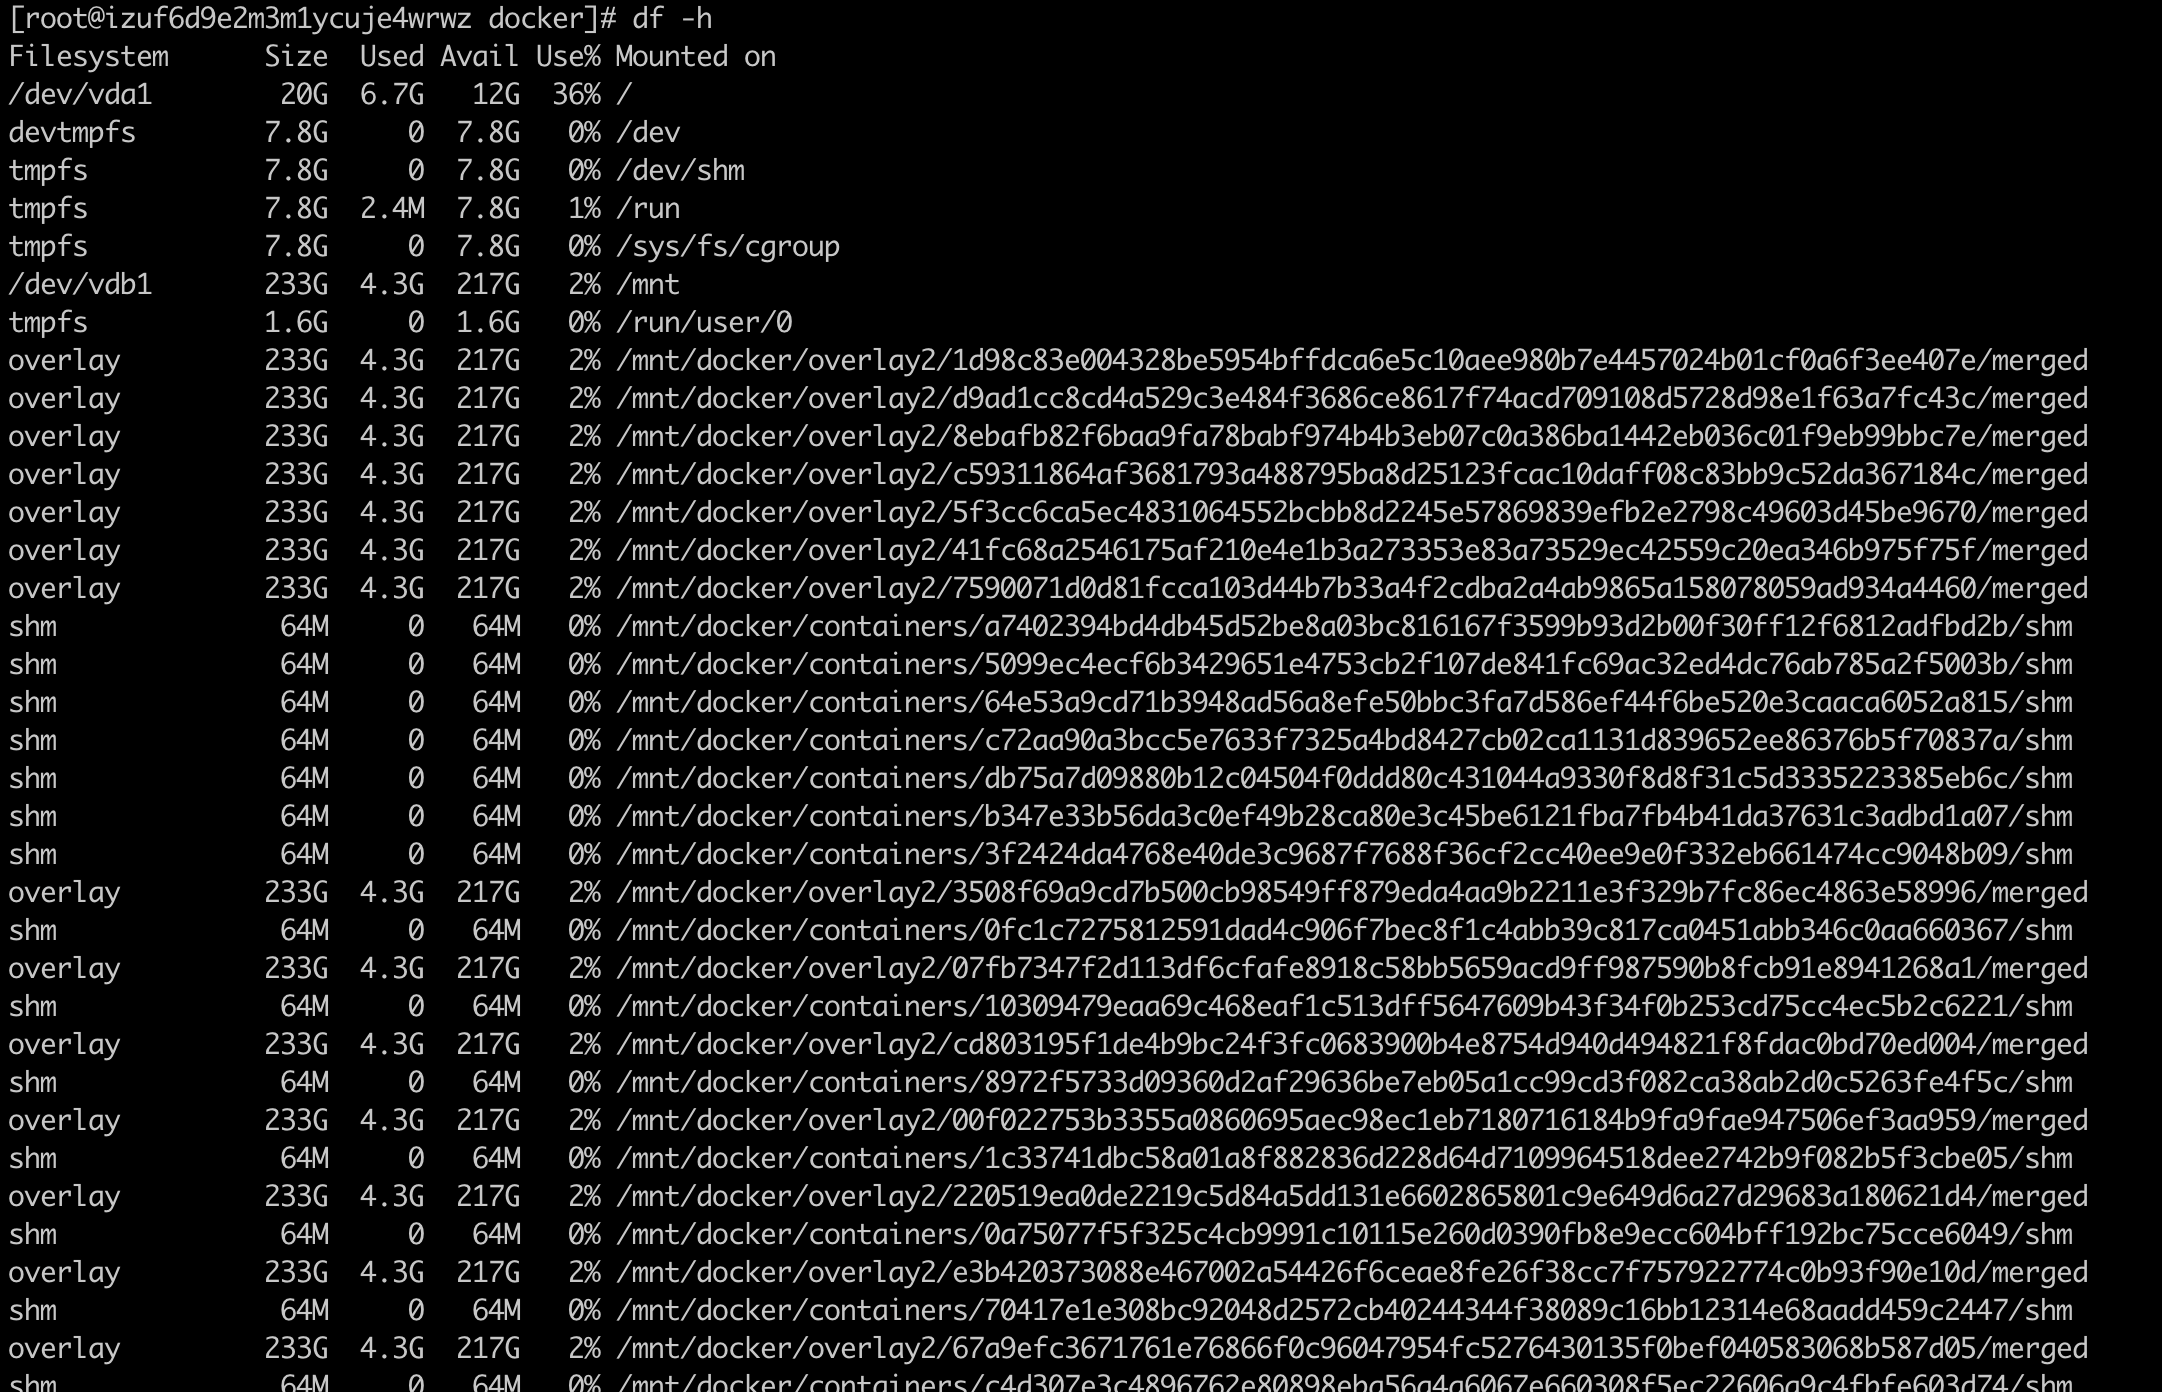 [root@izuf6d9e2m3m1ycuje4wrwz docker]# df -h
Filesystem      Size  Used Avail Use% Mounted on
/dev/vda1        20G  6.7G   12G  36% /
devtmpfs        7.8G     0  7.8G   0% /dev
tmpfs           7.8G     0  7.8G   0% /dev/shm
tmpfs           7.8G  2.4M  7.8G   1% /run
tmpfs           7.8G     0  7.8G   0% /sys/fs/cgroup
/dev/vdb1       233G  4.3G  217G   2% /mnt
tmpfs           1.6G     0  1.6G   0% /run/user/0
overlay         233G  4.3G  217G   2% /mnt/docker/overlay2/1d98c83e004328be5954bffdca6e5c10aee980b7e4457024b01cf0a6f3ee407e/merged
overlay         233G  4.3G  217G   2% /mnt/docker/overlay2/d9ad1cc8cd4a529c3e484f3686ce8617f74acd709108d5728d98e1f63a7fc43c/merged
overlay         233G  4.3G  217G   2% /mnt/docker/overlay2/8ebafb82f6baa9fa78babf974b4b3eb07c0a386ba1442eb036c01f9eb99bbc7e/merged
overlay         233G  4.3G  217G   2% /mnt/docker/overlay2/c59311864af3681793a488795ba8d25123fcac10daff08c83bb9c52da367184c/merged
overlay         233G  4.3G  217G   2% /mnt/docker/overlay2/5f3cc6ca5ec4831064552bcbb8d2245e57869839efb2e2798c49603d45be9670/merged
overlay         233G  4.3G  217G   2% /mnt/docker/overlay2/41fc68a2546175af210e4e1b3a273353e83a73529ec42559c20ea346b975f75f/merged
overlay         233G  4.3G  217G   2% /mnt/docker/overlay2/7590071d0d81fcca103d44b7b33a4f2cdba2a4ab9865a158078059ad934a4460/merged
shm              64M     0   64M   0% /mnt/docker/containers/a7402394bd4db45d52be8a03bc816167f3599b93d2b00f30ff12f6812adfbd2b/shm
shm              64M     0   64M   0% /mnt/docker/containers/5099ec4ecf6b3429651e4753cb2f107de841fc69ac32ed4dc76ab785a2f5003b/shm
shm              64M     0   64M   0% /mnt/docker/containers/64e53a9cd71b3948ad56a8efe50bbc3fa7d586ef44f6be520e3caaca6052a815/shm
shm              64M     0   64M   0% /mnt/docker/containers/c72aa90a3bcc5e7633f7325a4bd8427cb02ca1131d839652ee86376b5f70837a/shm
shm              64M     0   64M   0% /mnt/docker/containers/db75a7d09880b12c04504f0ddd80c431044a9330f8d8f31c5d3335223385eb6c/shm
shm              64M     0   64M   0% /mnt/docker/containers/b347e33b56da3c0ef49b28ca80e3c45be6121fba7fb4b41da37631c3adbd1a07/shm
shm              64M     0   64M   0% /mnt/docker/containers/3f2424da4768e40de3c9687f7688f36cf2cc40ee9e0f332eb661474cc9048b09/shm
overlay         233G  4.3G  217G   2% /mnt/docker/overlay2/3508f69a9cd7b500cb98549ff879eda4aa9b2211e3f329b7fc86ec4863e58996/merged
shm              64M     0   64M   0% /mnt/docker/containers/0fc1c7275812591dad4c906f7bec8f1c4abb39c817ca0451abb346c0aa660367/shm
overlay         233G  4.3G  217G   2% /mnt/docker/overlay2/07fb7347f2d113df6cfafe8918c58bb5659acd9ff987590b8fcb91e8941268a1/merged
shm              64M     0   64M   0% /mnt/docker/containers/10309479eaa69c468eaf1c513dff5647609b43f34f0b253cd75cc4ec5b2c6221/shm
overlay         233G  4.3G  217G   2% /mnt/docker/overlay2/cd803195f1de4b9bc24f3fc0683900b4e8754d940d494821f8fdac0bd70ed004/merged
shm              64M     0   64M   0% /mnt/docker/containers/8972f5733d09360d2af29636be7eb05a1cc99cd3f082ca38ab2d0c5263fe4f5c/shm
overlay         233G  4.3G  217G   2% /mnt/docker/overlay2/00f022753b3355a0860695aec98ec1eb7180716184b9fa9fae947506ef3aa959/merged
shm              64M     0   64M   0% /mnt/docker/containers/1c33741dbc58a01a8f882836d228d64d7109964518dee2742b9f082b5f3cbe05/shm
overlay         233G  4.3G  217G   2% /mnt/docker/overlay2/220519ea0de2219c5d84a5dd131e6602865801c9e649d6a27d29683a180621d4/merged
shm              64M     0   64M   0% /mnt/docker/containers/0a75077f5f325c4cb9991c10115e260d0390fb8e9ecc604bff192bc75cce6049/shm
overlay         233G  4.3G  217G   2% /mnt/docker/overlay2/e3b420373088e467002a54426f6ceae8fe26f38cc7f757922774c0b93f90e10d/merged
shm              64M     0   64M   0% /mnt/docker/containers/70417e1e308bc92048d2572cb40244344f38089c16bb12314e68aadd459c2447/shm
overlay         233G  4.3G  217G   2% /mnt/docker/overlay2/67a9efc3671761e76866f0c96047954fc5276430135f0bef040583068b587d05/merged
shm              64M     0   64M   0% /mnt/docker/containers/c4d307e3c4896762e80898eba56a4a6067e660308f5ec22606a9c4fbfe603d74/shm